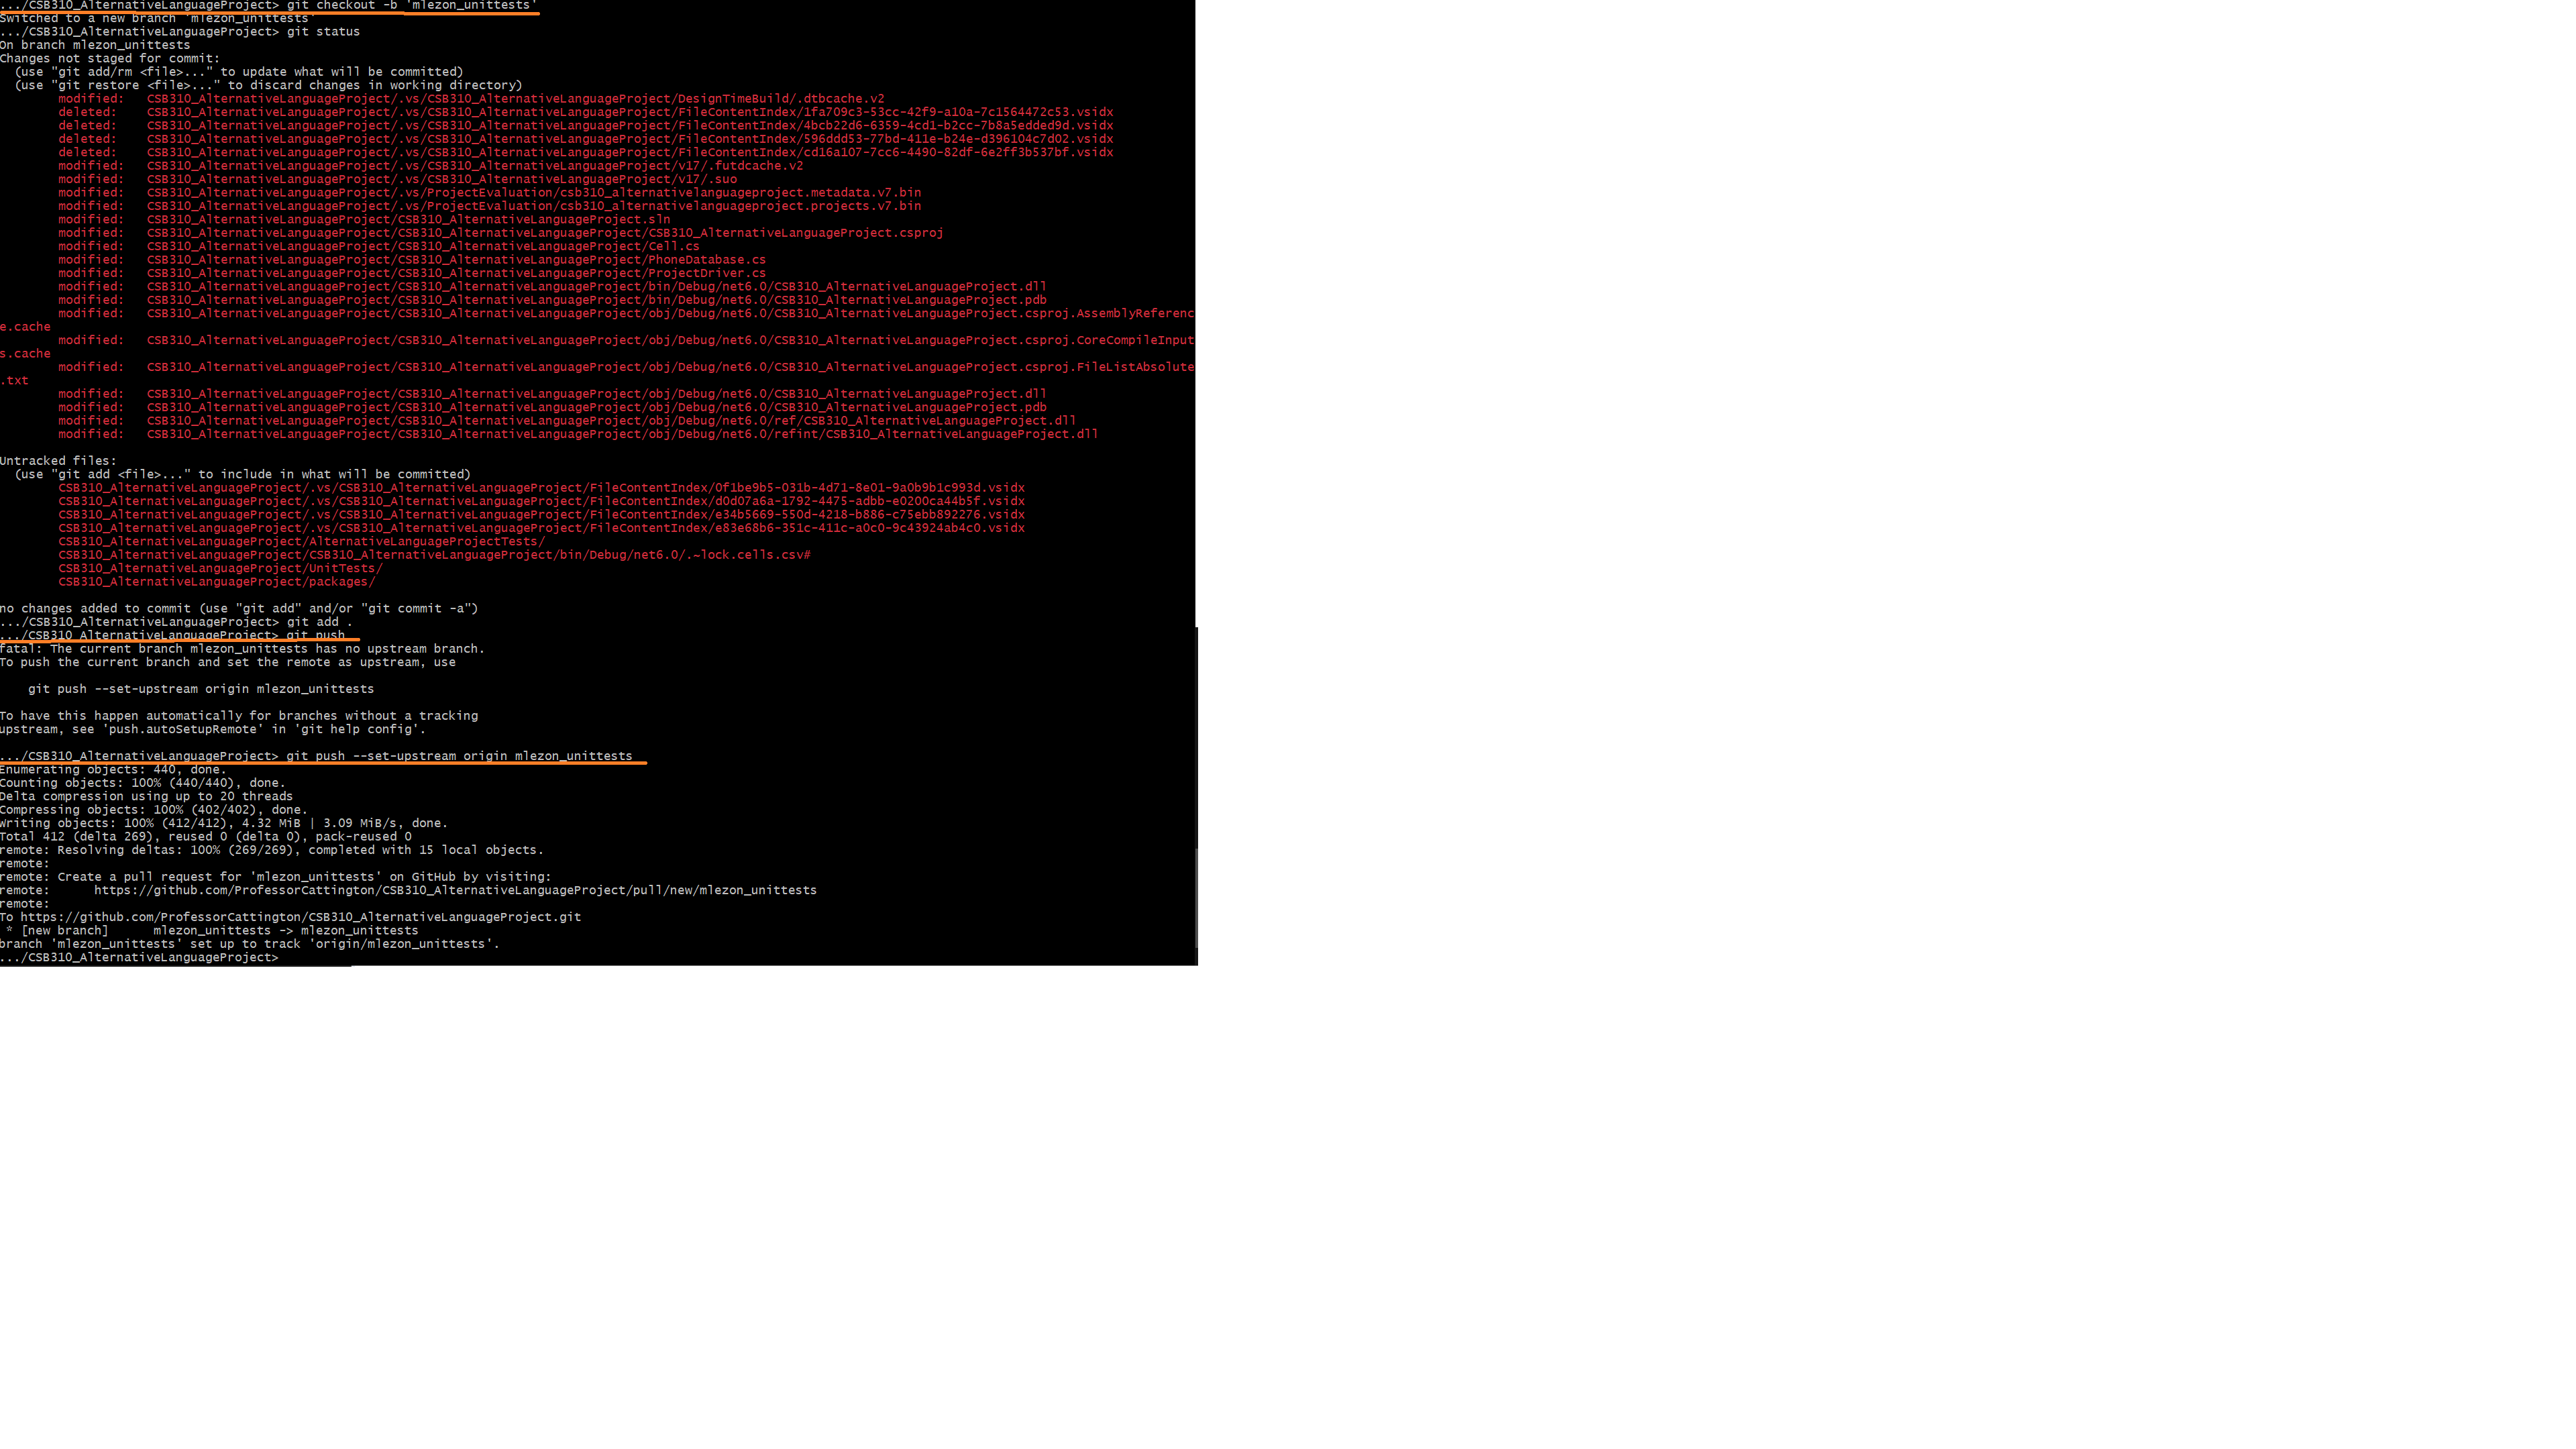 .../CSB310_AlternativeLanguageProject> git checkout -b 'mlezon_unittests'
Switched to a new branch 'mlezon_unittests'
.../CSB310_AlternativeLanguageProject> git status
On branch mlezon_unittests
Changes not staged for commit:
  (use "git add/rm <file>..." to update what will be committed)
  (use "git restore <file>..." to discard changes in working directory)
        modified:   CSB310_AlternativeLanguageProject/.vs/CSB310_AlternativeLanguageProject/DesignTimeBuild/.dtbcache.v2
        deleted:    CSB310_AlternativeLanguageProject/.vs/CSB310_AlternativeLanguageProject/FileContentIndex/1fa709c3-53cc-42f9-a10a-7c1564472c53.vsidx
        deleted:    CSB310_AlternativeLanguageProject/.vs/CSB310_AlternativeLanguageProject/FileContentIndex/4bcb22d6-6359-4cd1-b2cc-7b8a5edded9d.vsidx
        deleted:    CSB310_AlternativeLanguageProject/.vs/CSB310_AlternativeLanguageProject/FileContentIndex/596ddd53-77bd-411e-b24e-d396104c7d02.vsidx
        deleted:    CSB310_AlternativeLanguageProject/.vs/CSB310_AlternativeLanguageProject/FileContentIndex/cd16a107-7cc6-4490-82df-6e2ff3b537bf.vsidx
        modified:   CSB310_AlternativeLanguageProject/.vs/CSB310_AlternativeLanguageProject/v17/.futdcache.v2
        modified:   CSB310_AlternativeLanguageProject/.vs/CSB310_AlternativeLanguageProject/v17/.suo
        modified:   CSB310_AlternativeLanguageProject/.vs/ProjectEvaluation/csb310_alternativelanguageproject.metadata.v7.bin
        modified:   CSB310_AlternativeLanguageProject/.vs/ProjectEvaluation/csb310_alternativelanguageproject.projects.v7.bin
        modified:   CSB310_AlternativeLanguageProject/CSB310_AlternativeLanguageProject.sln
        modified:   CSB310_AlternativeLanguageProject/CSB310_AlternativeLanguageProject/CSB310_AlternativeLanguageProject.csproj
        modified:   CSB310_AlternativeLanguageProject/CSB310_AlternativeLanguageProject/Cell.cs
        modified:   CSB310_AlternativeLanguageProject/CSB310_AlternativeLanguageProject/PhoneDatabase.cs
        modified:   CSB310_AlternativeLanguageProject/CSB310_AlternativeLanguageProject/ProjectDriver.cs
        modified:   CSB310_AlternativeLanguageProject/CSB310_AlternativeLanguageProject/bin/Debug/net6.0/CSB310_AlternativeLanguageProject.dll
        modified:   CSB310_AlternativeLanguageProject/CSB310_AlternativeLanguageProject/bin/Debug/net6.0/CSB310_AlternativeLanguageProject.pdb
        modified:   CSB310_AlternativeLanguageProject/CSB310_AlternativeLanguageProject/obj/Debug/net6.0/CSB310_AlternativeLanguageProject.csproj.AssemblyReferenc
e.cache
        modified:   CSB310_AlternativeLanguageProject/CSB310_AlternativeLanguageProject/obj/Debug/net6.0/CSB310_AlternativeLanguageProject.csproj.CoreCompileInput
s.cache
        modified:   CSB310_AlternativeLanguageProject/CSB310_AlternativeLanguageProject/obj/Debug/net6.0/CSB310_AlternativeLanguageProject.csproj.FileListAbsolute
.txt
        modified:   CSB310_AlternativeLanguageProject/CSB310_AlternativeLanguageProject/obj/Debug/net6.0/CSB310_AlternativeLanguageProject.dll
        modified:   CSB310_AlternativeLanguageProject/CSB310_AlternativeLanguageProject/obj/Debug/net6.0/CSB310_AlternativeLanguageProject.pdb
        modified:   CSB310_AlternativeLanguageProject/CSB310_AlternativeLanguageProject/obj/Debug/net6.0/ref/CSB310_AlternativeLanguageProject.dll
        modified:   CSB310_AlternativeLanguageProject/CSB310_AlternativeLanguageProject/obj/Debug/net6.0/refint/CSB310_AlternativeLanguageProject.dll
Untracked files:
  (use "git add <file>..." to include in what will be committed)
        CSB310_AlternativeLanguageProject/.vs/CSB310_AlternativeLanguageProject/FileContentIndex/0f1be9b5-031b-4d71-8e01-9a0b9b1c993d.vsidx
        CSB310_AlternativeLanguageProject/.vs/CSB310_AlternativeLanguageProject/FileContentIndex/d0d07a6a-1792-4475-adbb-e0200ca44b5f.vsidx
        CSB310_AlternativeLanguageProject/.vs/CSB310_AlternativeLanguageProject/FileContentIndex/e34b5669-550d-4218-b886-c75ebb892276.vsidx
        CSB310_AlternativeLanguageProject/.vs/CSB310_AlternativeLanguageProject/FileContentIndex/e83e68b6-351c-411c-a0c0-9c43924ab4c0.vsidx
        CSB310_AlternativeLanguageProject/AlternativeLanguageProjectTests/
        CSB310_AlternativeLanguageProject/CSB310_AlternativeLanguageProject/bin/Debug/net6.0/.~lock.cells.csv#
        CSB310_AlternativeLanguageProject/UnitTests/
        CSB310_AlternativeLanguageProject/packages/
no changes added to commit (use "git add" and/or "git commit -a")
.../CSB310_AlternativeLanguageProject> git add .
.../CSB310_AlternativeLanguageProject> git push
fatal: The current branch mlezon_unittests has no upstream branch.
To push the current branch and set the remote as upstream, use
    git push --set-upstream origin mlezon_unittests
To have this happen automatically for branches without a tracking
upstream, see 'push.autoSetupRemote' in 'git help config'.
.../CSB310_AlternativeLanguageProject> git push --set-upstream origin mlezon_unittests
Enumerating objects: 440, done.
Counting objects: 100% (440/440), done.
Delta compression using up to 20 threads
Compressing objects: 100% (402/402), done.
Writing objects: 100% (412/412), 4.32 MiB | 3.09 MiB/s, done.
Total 412 (delta 269), reused 0 (delta 0), pack-reused 0
remote: Resolving deltas: 100% (269/269), completed with 15 local objects.
remote:
remote: Create a pull request for 'mlezon_unittests' on GitHub by visiting:
remote:      https://github.com/ProfessorCattington/CSB310_AlternativeLanguageProject/pull/new/mlezon_unittests
remote:
To https://github.com/ProfessorCattington/CSB310_AlternativeLanguageProject.git
 * [new branch]      mlezon_unittests -> mlezon_unittests
branch 'mlezon_unittests' set up to track 'origin/mlezon_unittests'.
.../CSB310_AlternativeLanguageProject>